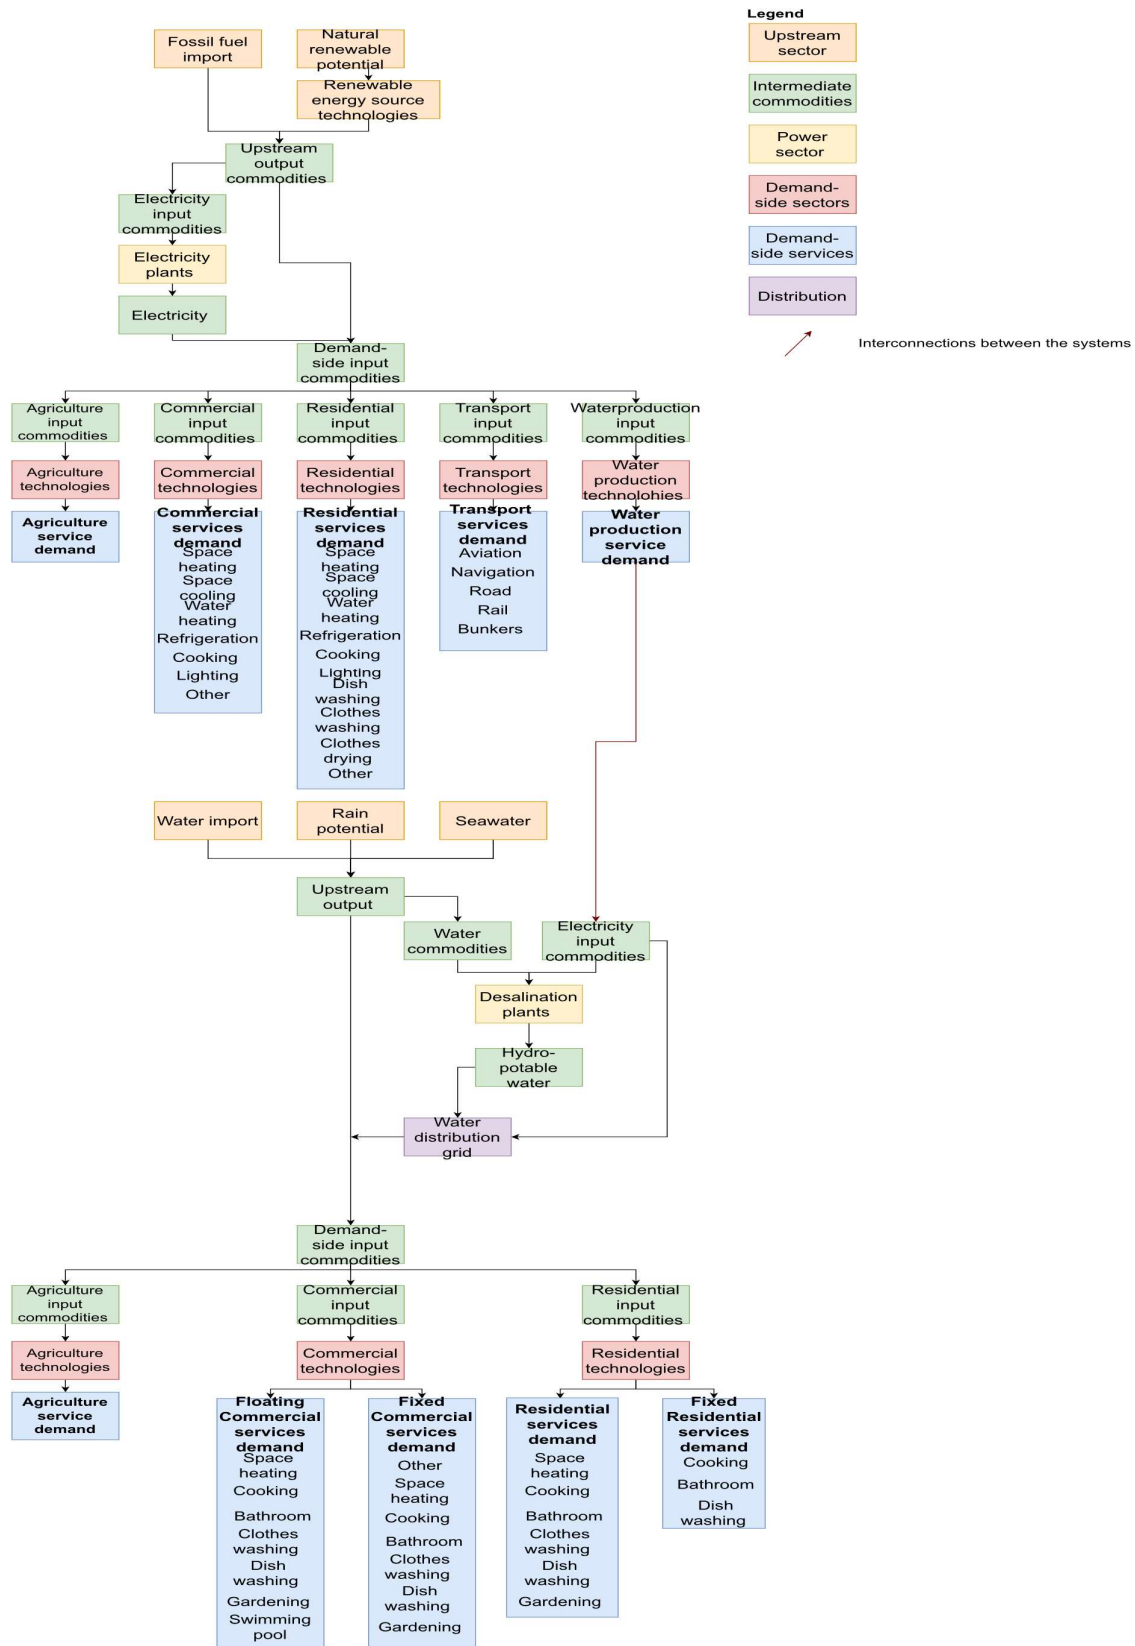 Legend
Fossil fuel
import
Natural
renewable
potential
Upstream
sector
Renewable
energy source
technologies
Intermediate
commodities
Upstream
output
commodities
Power
sector
Electricity
input
commodities
Demand-
side sectors
Electricity
plants
Demand-
side services
Electricity
Distribution
Interconnections between the systems
Demand-
side input
commodities
Agriculture
input
commodities
Commercial
input
commodities
Residential
input
commodities
Transport
input
commodities
Waterproduction
input
commodities
Agriculture
technologies
Commercial
technologies
Residential
technologies
Transport
technologies
Water
production
technolohies
Agriculture
service
demand
Commercial
services
demand
Space
heating
Space
cooling
Water
heating
Refrigeration
Cooking
Lighting
Other
Residential
services
demand
Space
heating
Space
cooling
Water
heating
Refrigeration
Cooking
Lighting
Dish
washing
Clothes
washing
Clothes
drying
Other
Transport
services
demand
Aviation
Navigation
Road
Rail
Bunkers
Water
production
service
demand
Water import
Rain
potential
Seawater
Upstream
output
Water
commodities
Electricity
input
commodities
Desalination
plants
Hydro-
potable
water
Water
distribution
grid
Demand-
side input
commodities
Agriculture
input
commodities
Commercial
input
commodities
Residential
input
commodities
Agriculture
technologies
Commercial
technologies
Residential
technologies
Agriculture
service
demand
Floating
Commercial
services
demand
Space
heating
Cooking
Bathroom
Clothes
washing
Dish
washing
Gardening
Swimming
pool
Fixed
Commercial
services
demand
Other
Space
heating
Cooking
Bathroom
Clothes
washing
Dish
washing
Gardening
Residential
services
demand
Space
heating
Cooking
Bathroom
Clothes
washing
Dish
washing
Gardening
Fixed
Residential
services
demand
Cooking
Bathroom
Dish
washing